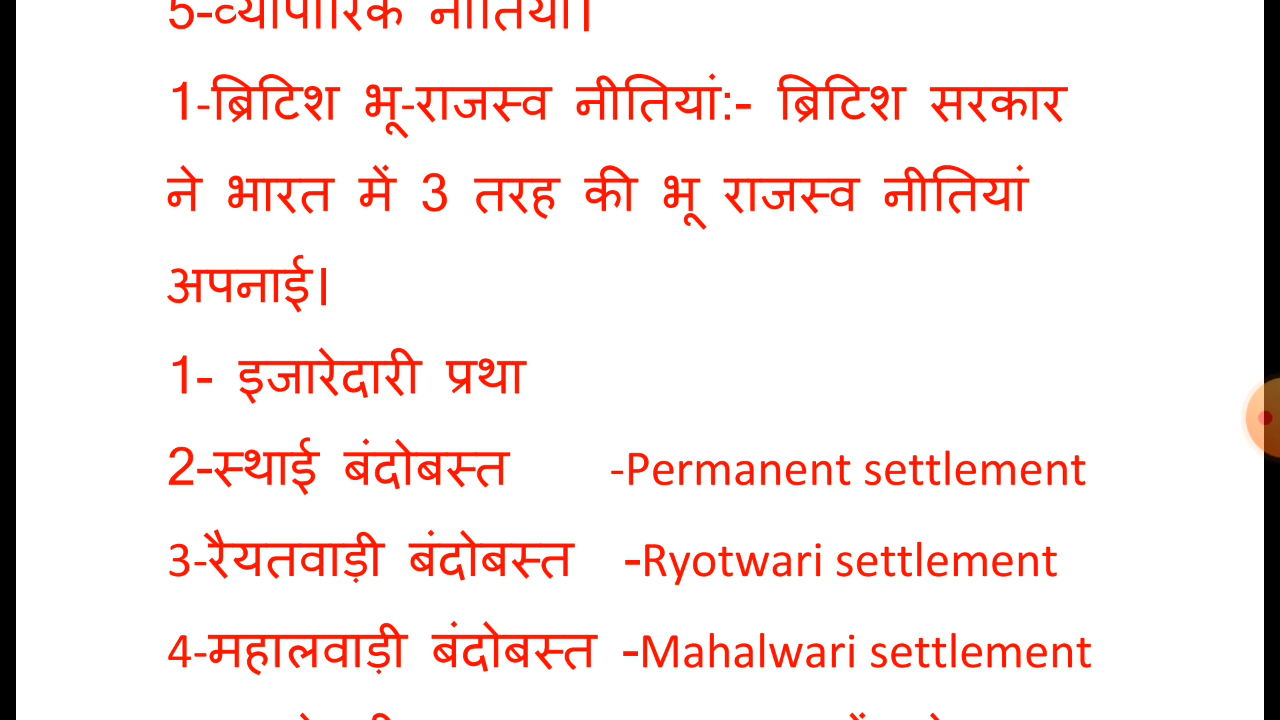 5-व्यापारिक नीतियां।
1-ब्रिटिश भू-राजस्व नीतियां:- ब्रिटिश सरकार
ने भारत में 3 तरह की भू राजस्व नीतियां
अपनाई।
1- इजारेदारी प्रथा
2-स्थाई बंदोबस्त -Permanent settlement
3-रैयतवाड़ी बंदोबस्त -Ryotwari settlement
4-महालवाड़ी बंदोबस्त -Mahalwari settlement